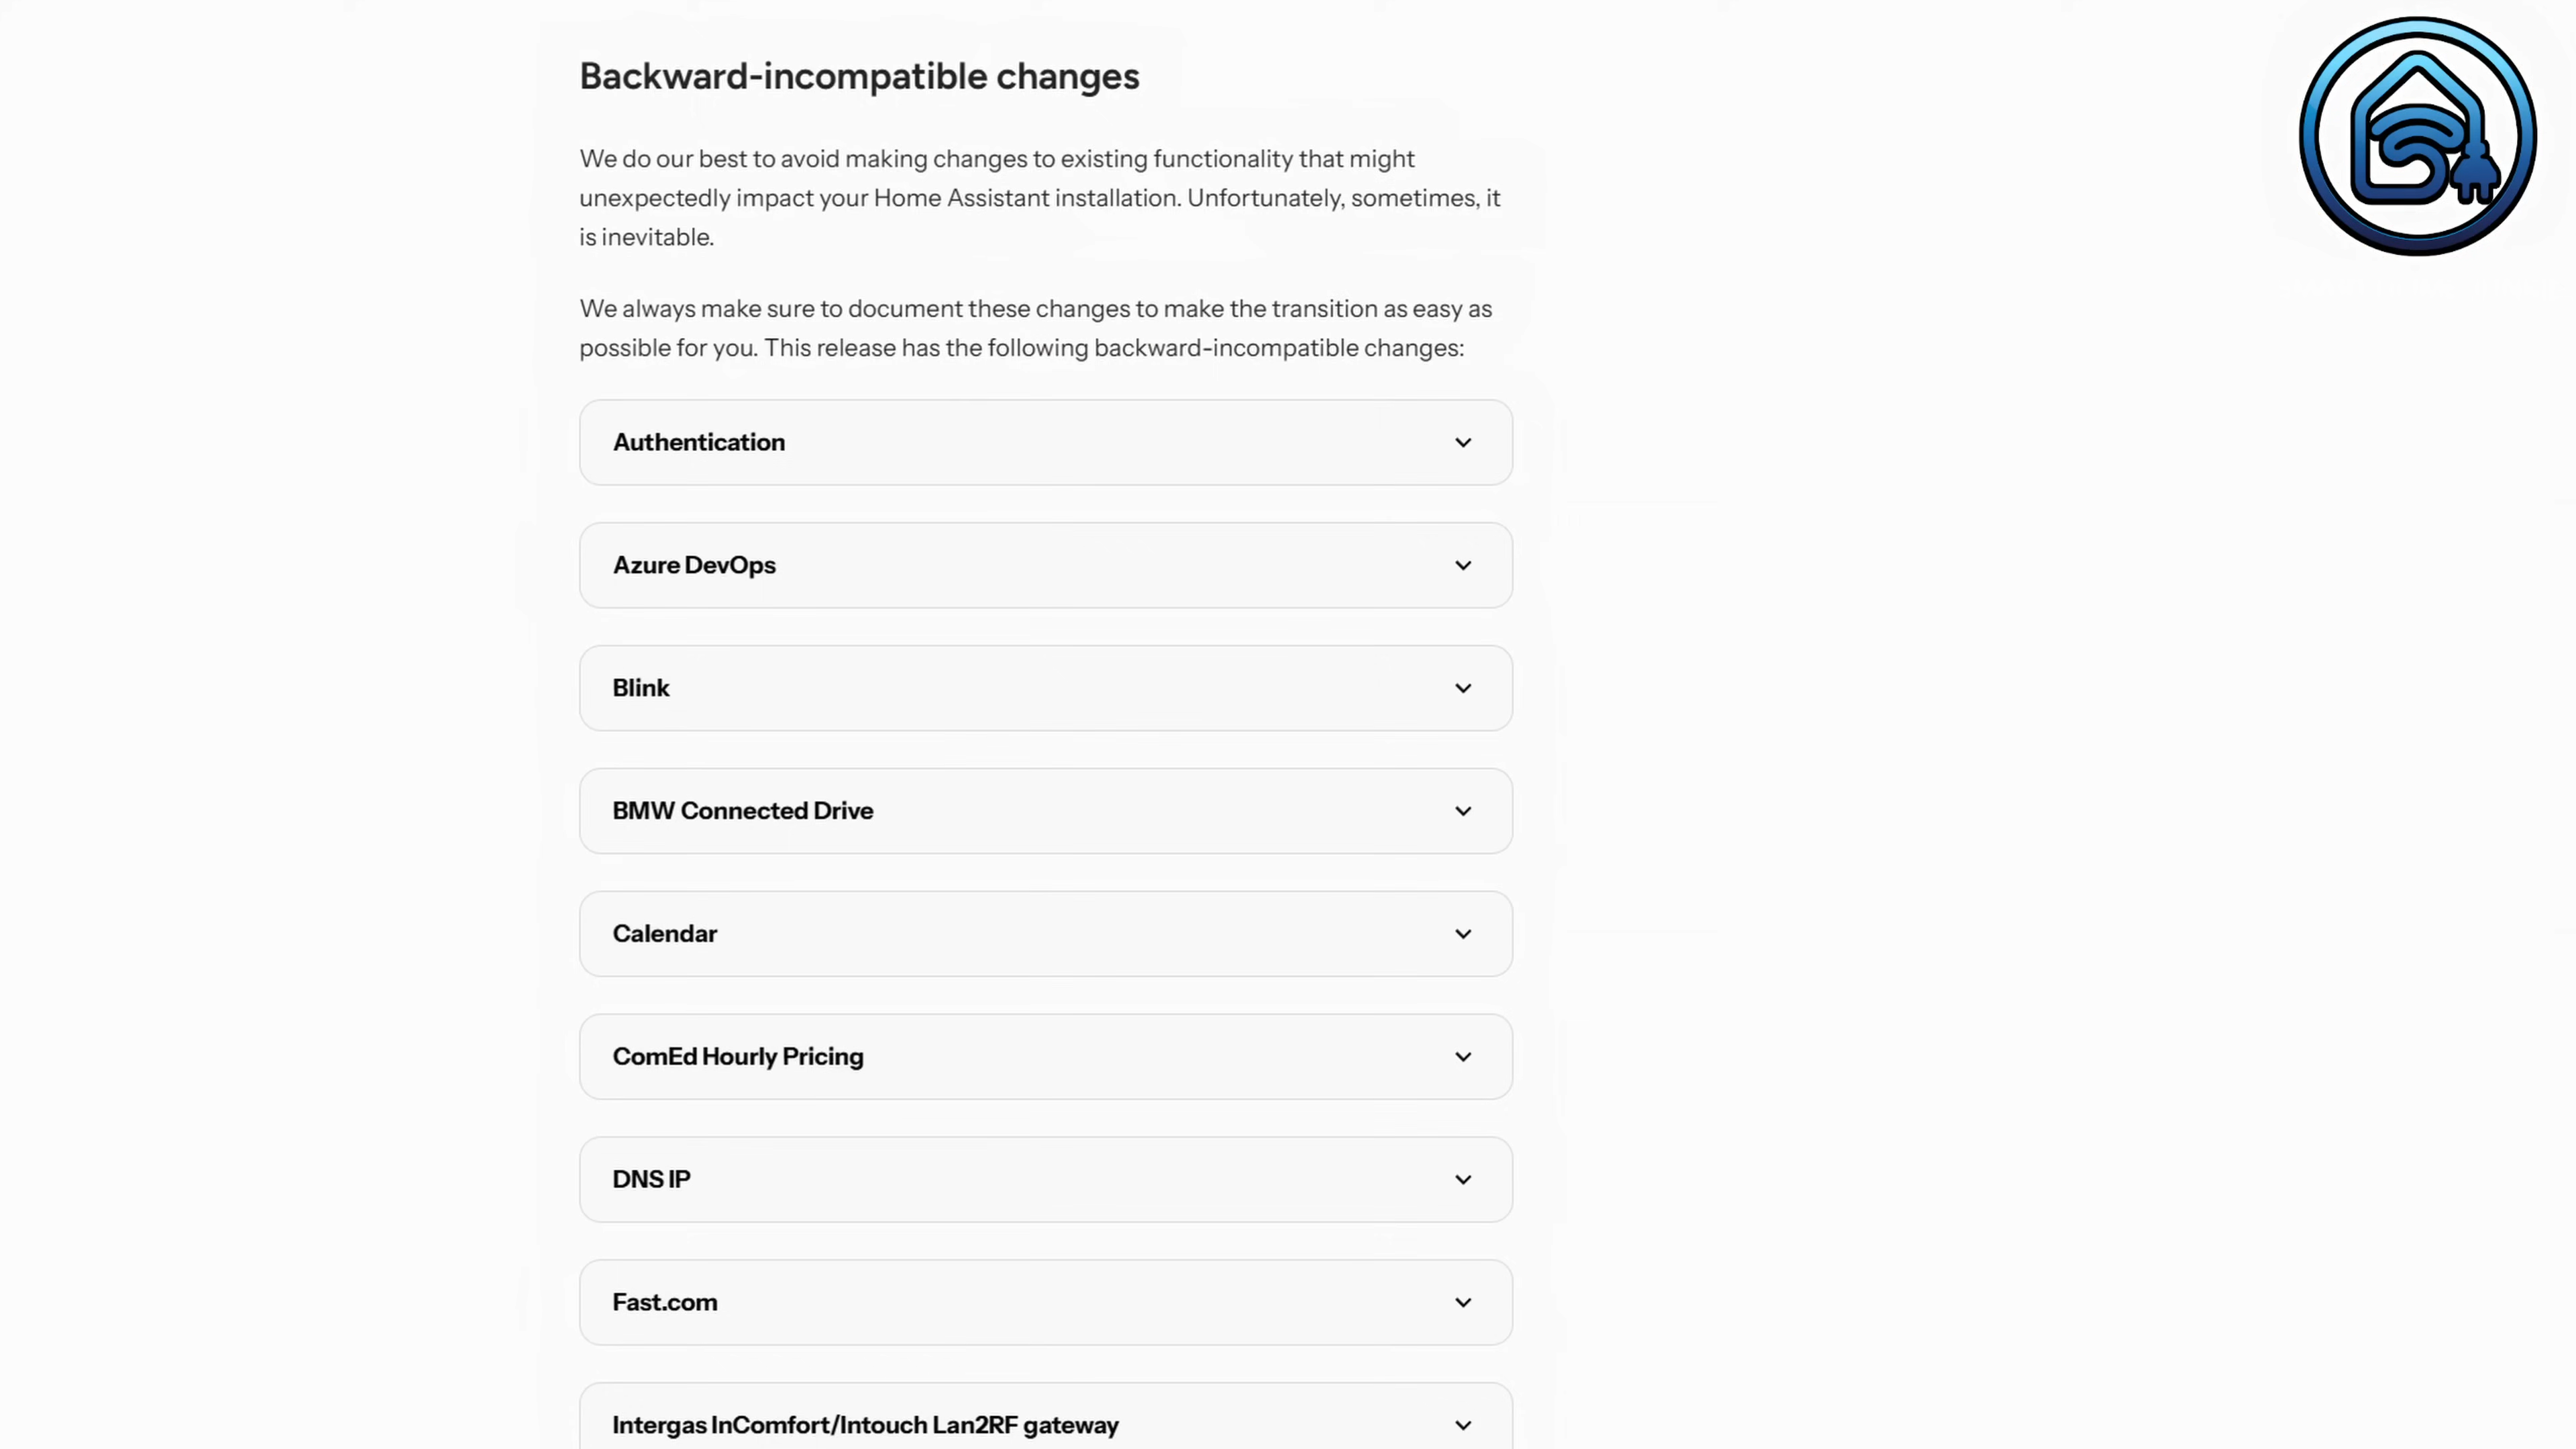 Backward-incompatible changes
We do our best to avoid making changes to existing functionality that might
unexpectedly impact your Home Assistant installation. Unfortunately, sometimes, it
is inevitable.
We always make sure to document these changes to make the transition as easy as
possible for you. This release has the following backward-incompatible changes:
Authentication
Azure DevOps
Blink
BMW Connected Drive
Calendar
ComEd Hourly Pricing
DNS IP
Fast.com
Intergas InComfort/Intouch Lan2RF gateway